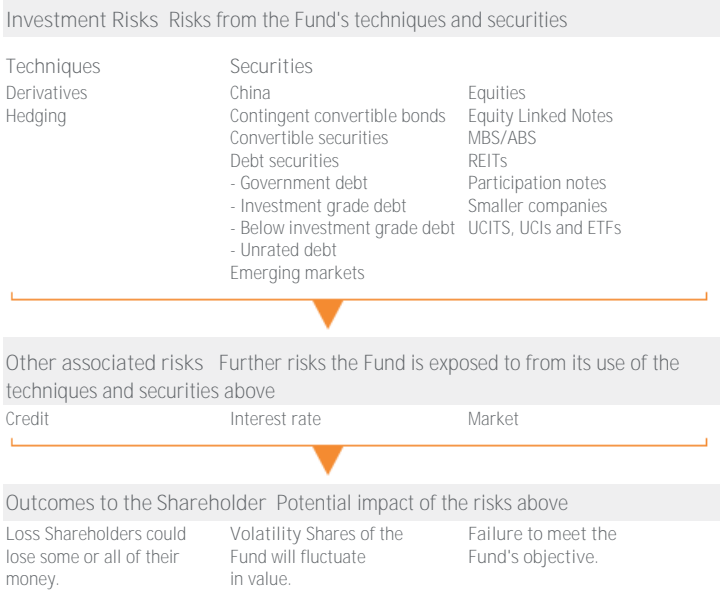 Investment Risks Risks from the Fund's techniques and securities
Techniques
Derivatives
Hedging
Securities
China
Contingent convertible bonds
Convertible securities
Debt securities
- Government debt
- Investment grade debt
- Below investment grade debt
- Unrated debt
Emerging markets
Equities
Equity Linked Notes
MBS/ABS
REITs
Participation notes
Smaller companies
UCITS, UCIs and ETFs
Other associated risks Further risks the Fund is exposed to from its use of the
techniques and securities above
Credit
Interest rate
Market
Outcomes to the Shareholder Potential impact of the risks above
Loss Shareholders could
lose some or all of their
money.
Volatility Shares of the
Fund will fluctuate
in value.
Failure to meet the
Fund's objective.